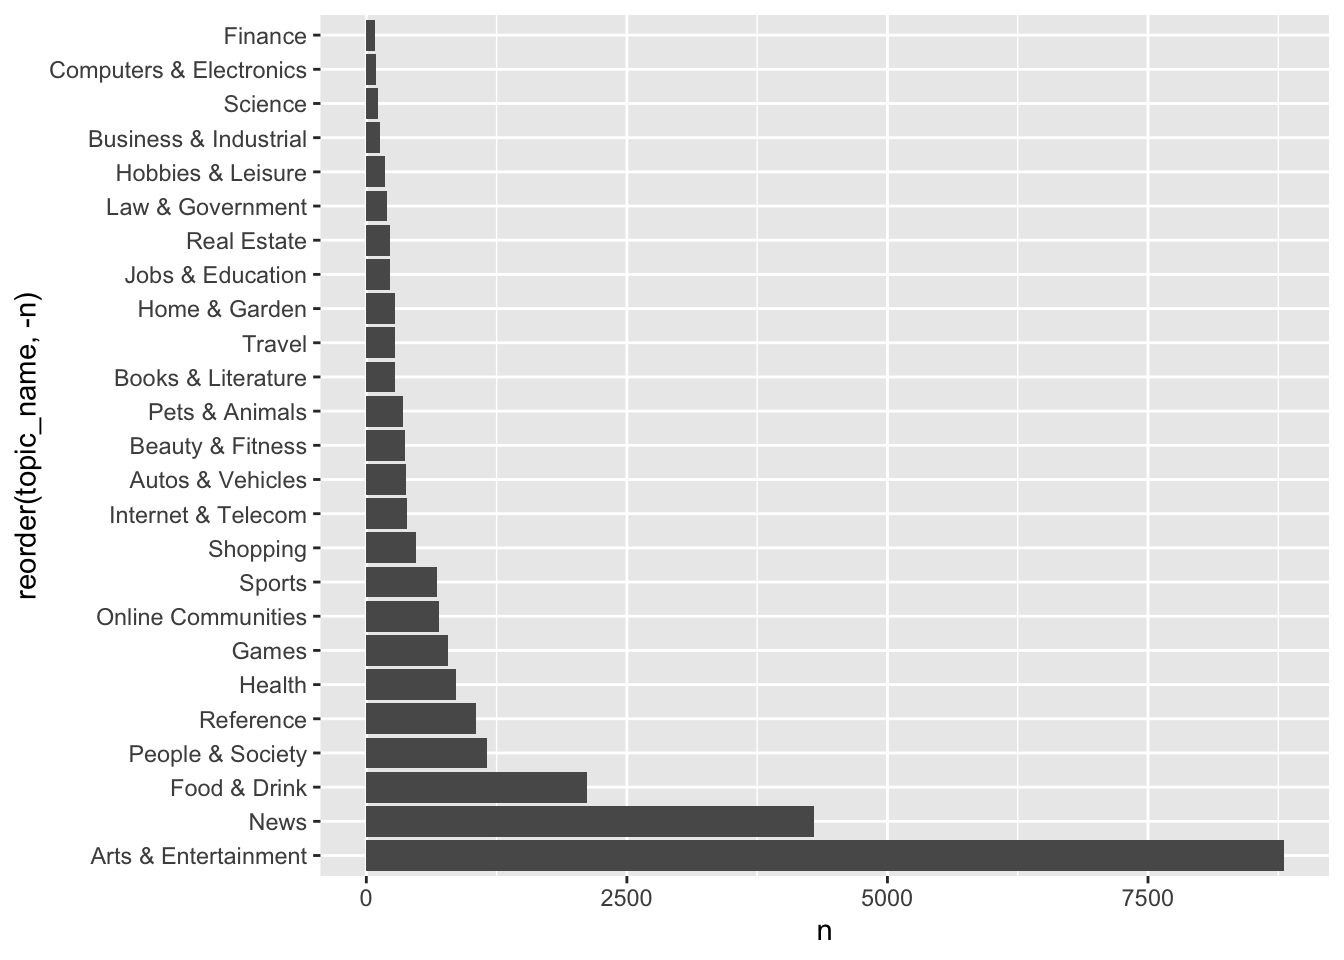 Finance
Computers & Electronics
Science
Business & Industrial
Hobbies & Leisure
Law & Government
Real Estate
Jobs & Education
Home & Garden
Travel
Books & Literature
Pets & Animals
Beauty & Fitness
Autos & Vehicles
Internet & Telecom
Shopping
Sports
Online Communities
Games
Health
Reference
People & Society
Food & Drink
News
Arts & Entertainment
reorder(topic_name, -n)
0 2500 5000 7500
n